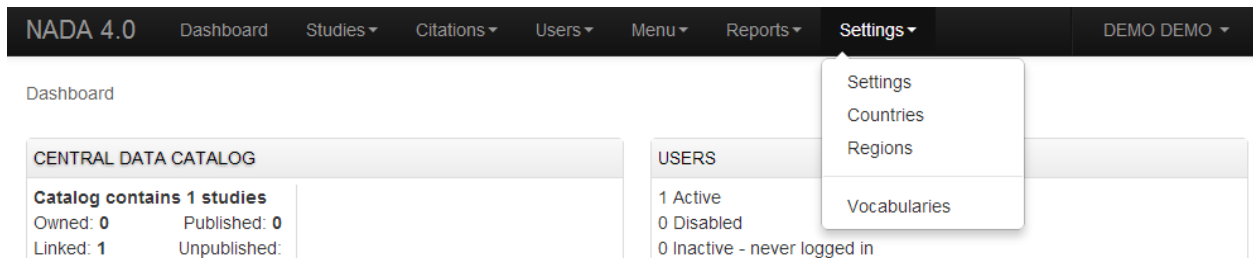 NADA 4.0 Dashboard Studies Citations Users Menu Reports Settings DEMO DEMO
Settings
Countries
Regions
Vocabularies
Dashboard
CENTRAL DATA CATALOG
Catalog contains 1 studies
Owned: 0 Published: 0
Linked: 1 Unpublished:
USERS
1 Active
0 Disabled
0 Inactive - never logged in